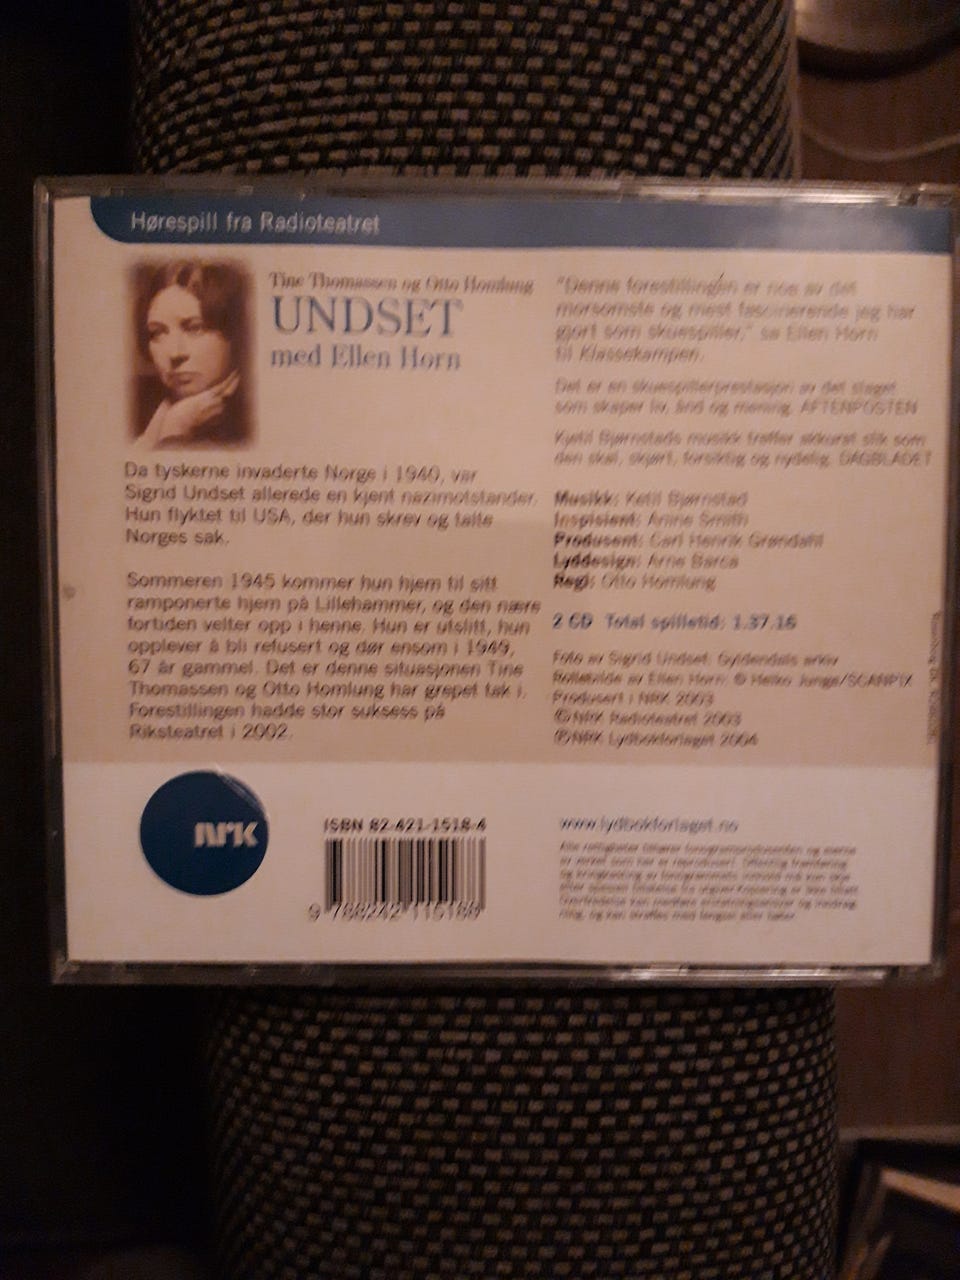 Hørespill fra Radioteatret
Tine Thomassen og Otto Homlung
UNDSET
med Ellen Horn
Da tyskerne invaderte Norge i 1940, var
Sigrid Undset allerede en kjent nazimotstander.
Hun flyktet til USA, der hun skrev og talte
Norges sak.
Sommeren 1945 kommer hun hjem til sitt
ramponerte hjem på Lillehammer, og den nære
fortiden velter opp i henne. Hun er utslitt, hun
opplever å bli refusert og dør ensom i 1949,
67 år gammel. Det er denne situasjonen Tine
Thomassen og Otto Homlung har grepet tak i.
Forestillingen hadde stor suksess på
Riksteatret i 2002.
"Denne forestillingen er noe av det
morsomste og mest fascinerende jeg har
gjort som skuespiller," sa Ellen Horn
til Klassekampen.
Det er en skuespillerprestasjon av det slaget
som skaper liv, ånd og mening. AFTENPOSTEN
Ketil Bjørnstads musikk treffer akkurat slik som
den skal, skjørt, forsiktig og nydelig. DAGBLADET
Musikk: Ketil Bjørnstad
Inspisient: Anne Smith
Produsent: Carl Henrik Grøndahl
Lyddesign: Arne Barca
Regi: Otto Homlung
2 CD Total spilletid: 1.37.16
Foto av Sigrid Undset: Gyldendals arkiv
Rollebilde av Ellen Horn: © Heiko Junge/SCANPIX
Produsert i NRK 2003
©NRK Radioteatret 2003
℗NRK Lydbokforlaget 2004
NRK
ISBN 82-421-1518-4
9 788242 115188
www.lydbokforlaget.no